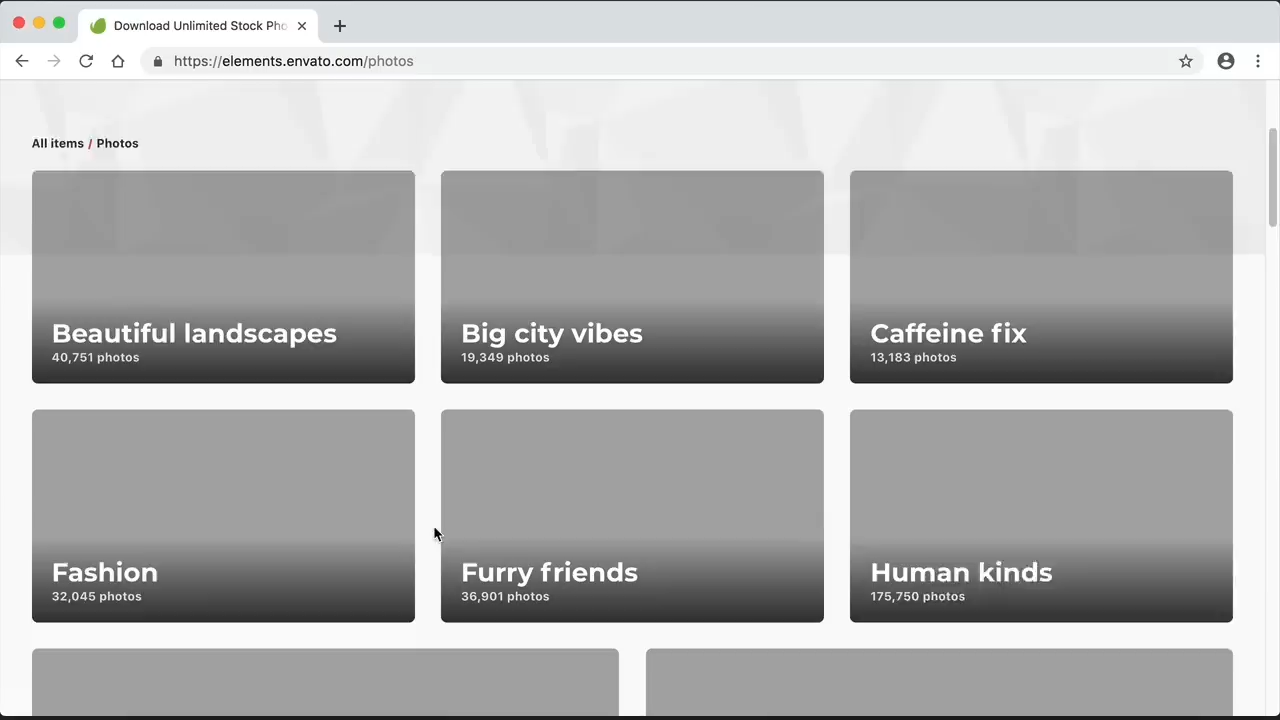 Download Unlimited Stock Pho
https://elements.envato.com/photos
All items / Photos
Beautiful landscapes
40,751 photos
Big city vibes
19,349 photos
Caffeine fix
13,183 photos
Fashion
32,045 photos
Furry friends
36,901 photos
Human kinds
175,750 photos